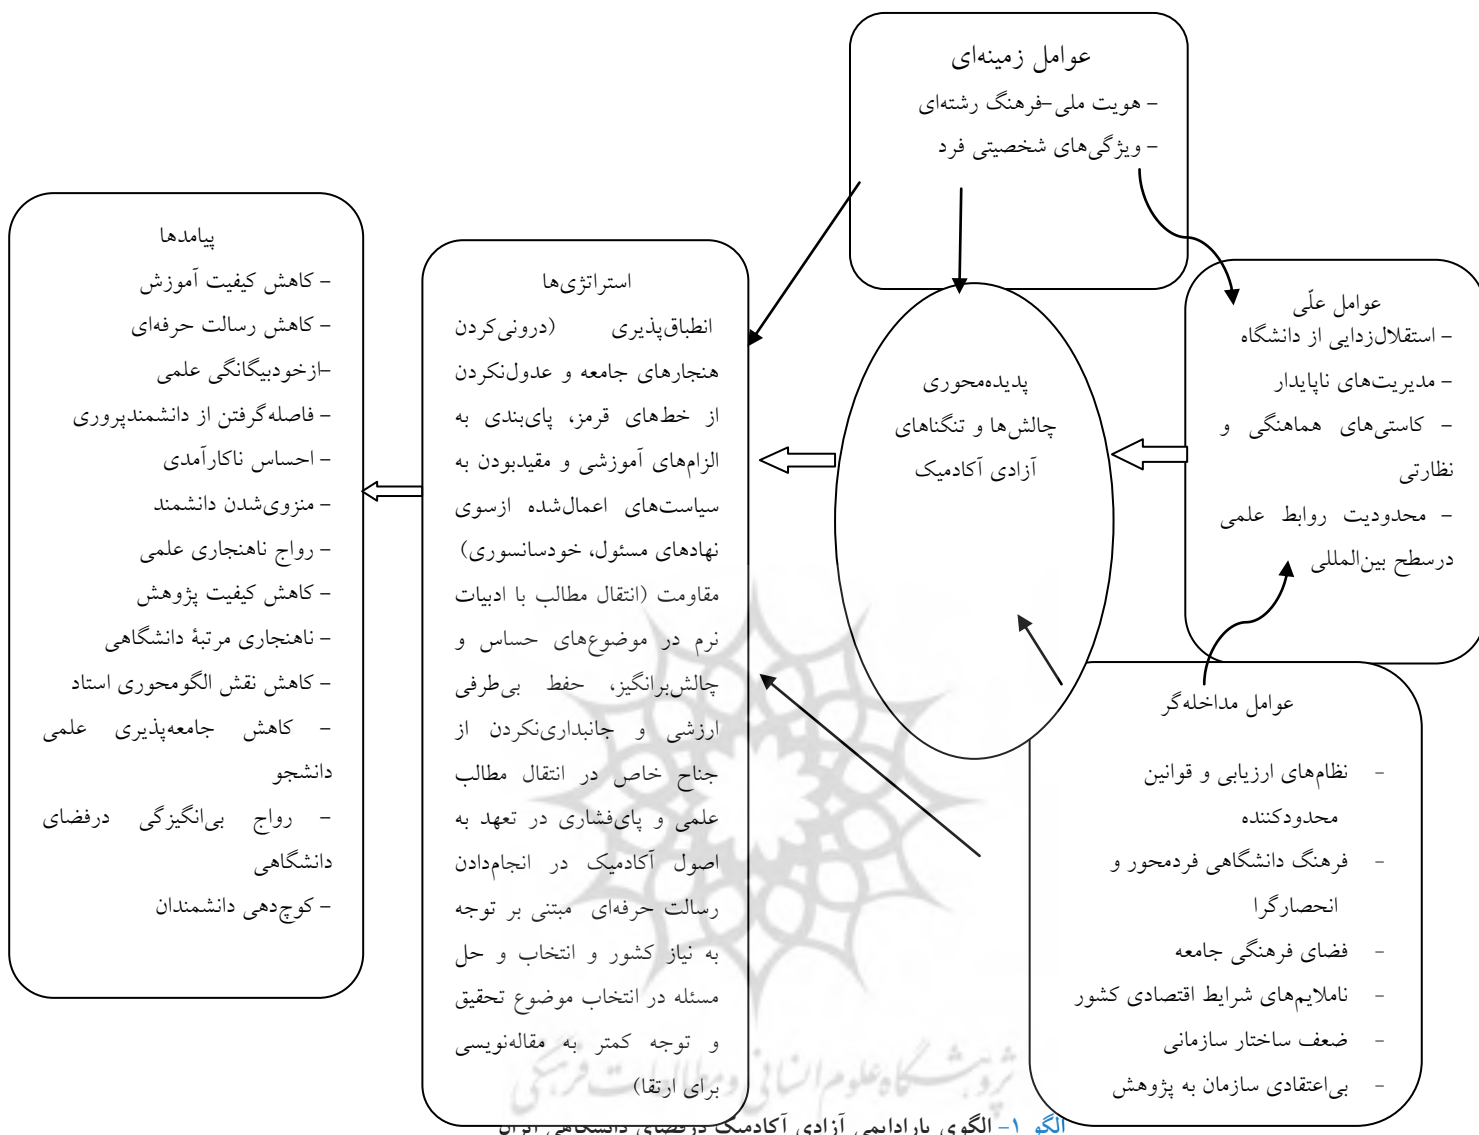 عوامل زمینه‌ای
– هویت ملی–فرهنگ رشته‌ای
– ویژگی‌های شخصیتی فرد
عوامل علّی
– استقلال‌زدایی از دانشگاه
– مدیریت‌های ناپایدار
– کاستی‌های هماهنگی و
نظارتی
– محدودیت روابط علمی
درسطح بین‌المللی
پدیده‌محوری
چالش‌ها و تنگناهای
آزادی آکادمیک
عوامل مداخله‌گر
- نظام‌های ارزیابی و قوانین
محدودکننده
- فرهنگ دانشگاهی فردمحور و
انحصارگرا
- فضای فرهنگی جامعه
- ناملایم‌های شرایط اقتصادی کشور
- ضعف ساختار سازمانی
- بی‌اعتقادی سازمان به پژوهش
استراتژی‌ها
انطباق‌پذیری (درونی‌کردن
هنجارهای جامعه و عدول‌نکردن
از خط‌های قرمز، پای‌بندی به
الزام‌های آموزشی و مقیدبودن به
سیاست‌های اعمال‌شده ازسوی
نهادهای مسئول، خودسانسوری)
مقاومت (انتقال مطالب با ادبیات
نرم در موضوع‌های حساس و
چالش‌برانگیز، حفظ بی‌طرفی
ارزشی و جانبداری‌نکردن از
جناح خاص در انتقال مطالب
علمی و پای‌فشاری در تعهد به
اصول آکادمیک در انجام‌دادن
رسالت حرفه‌ای مبتنی بر توجه
به نیاز کشور و انتخاب و حل
مسئله در انتخاب موضوع تحقیق
و توجه کمتر به مقاله‌نویسی
برای ارتقا)
پیامدها
– کاهش کیفیت آموزش
– کاهش رسالت حرفه‌ای
–ازخودبیگانگی علمی
– فاصله‌گرفتن از دانشمندپروری
– احساس ناکارآمدی
– منزوی‌شدن دانشمند
– رواج ناهنجاری علمی
– کاهش کیفیت پژوهش
– ناهنجاری مرتبۀ دانشگاهی
– کاهش نقش الگومحوری استاد
– کاهش جامعه‌پذیری علمی
دانشجو
– رواج بی‌انگیزگی درفضای
دانشگاهی
– کوچ‌دهی دانشمندان
پژوهشگاه علوم انسانی و مطالعات فرهنگی
الگو ۱– الگوی پارادایمی آزادی آکادمیک درفضای دانشگاهی ایران